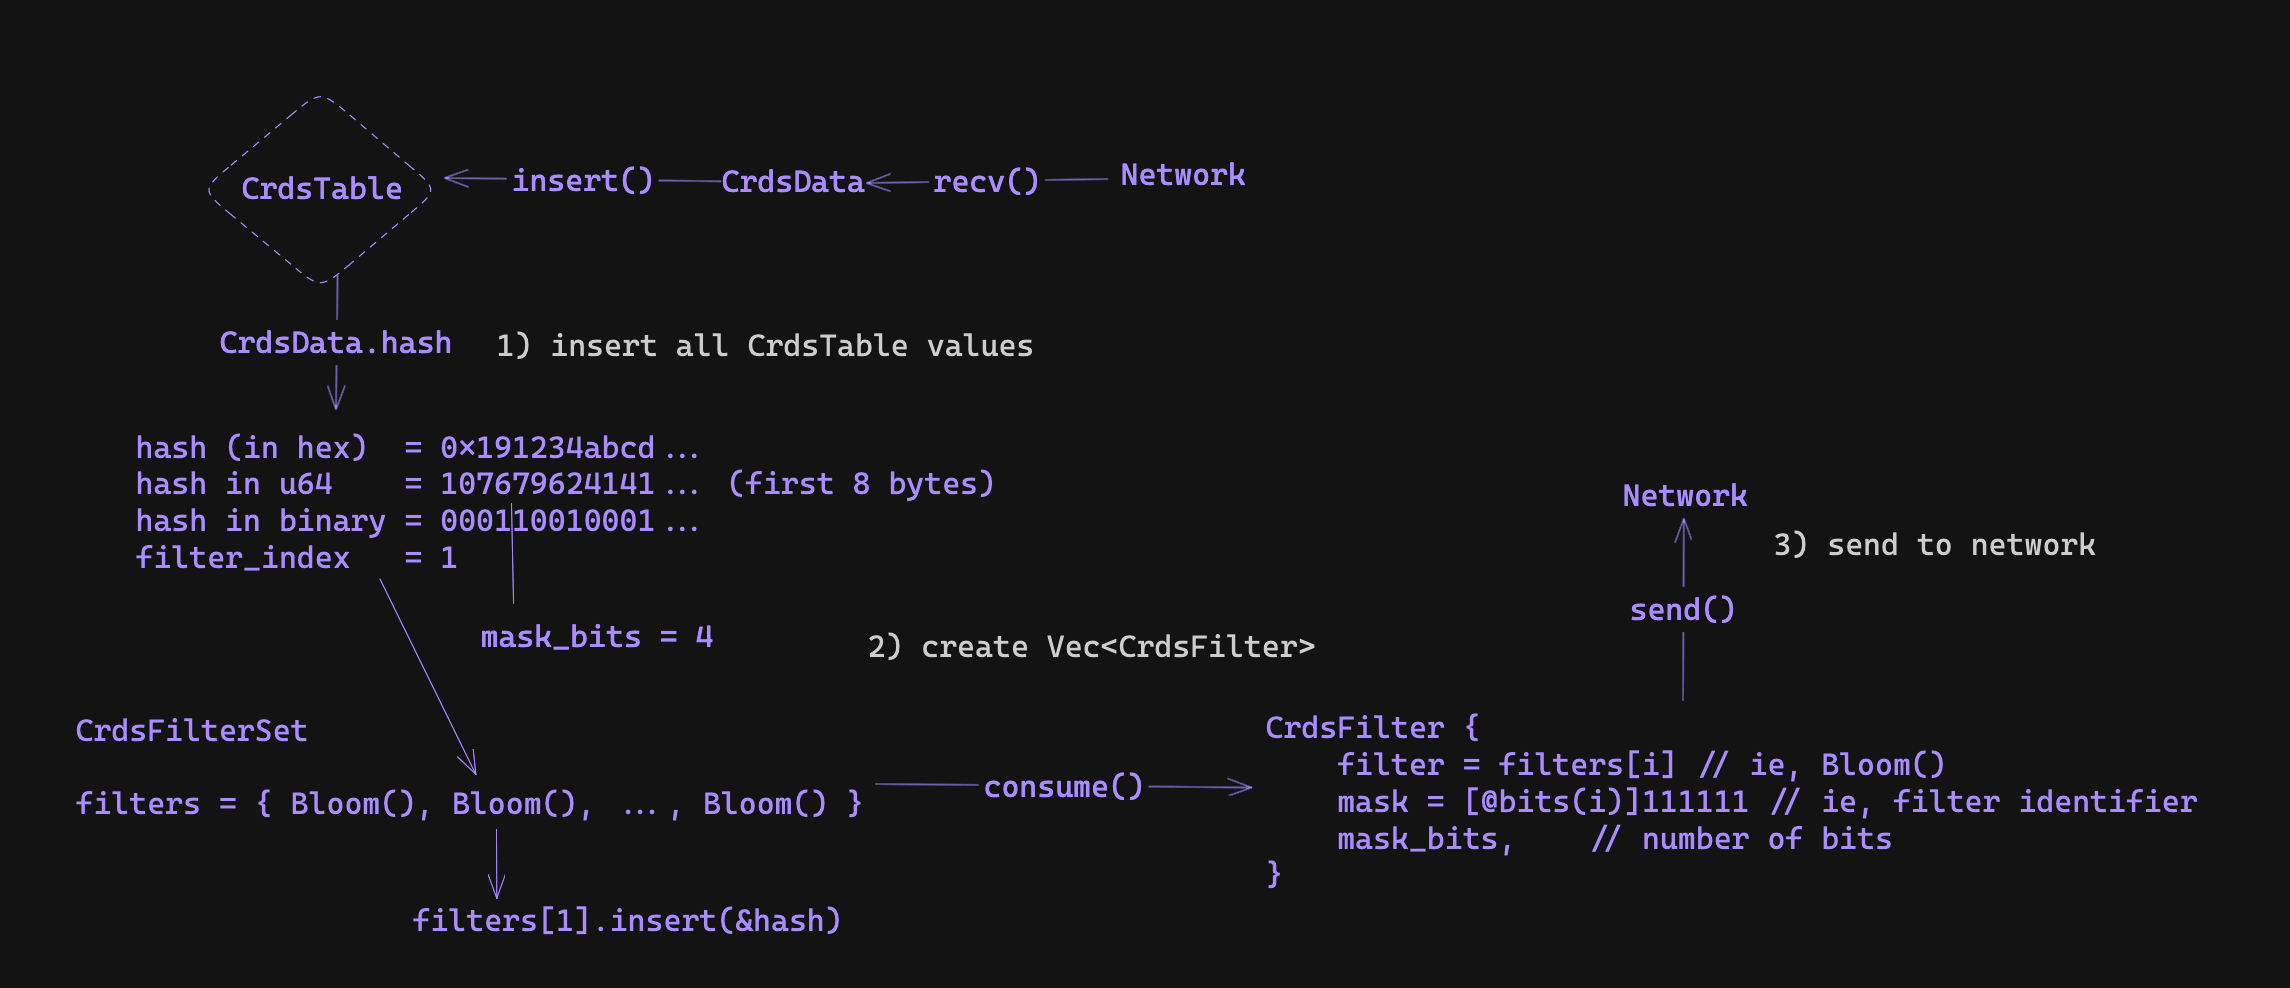 CrdsTable
insert()
CrdsData
recv()
Network
CrdsData.hash
1) insert all CrdsTable values
hash (in hex)  = 0×191234abcd...
hash in u64    = 107679624141... (first 8 bytes)
hash in binary = 000110010001...
filter_index   = 1
mask_bits = 4
Network
3) send to network
send()
2) create Vec<CrdsFilter>
CrdsFilterSet
filters = { Bloom(), Bloom(), ..., Bloom() }
consume()
CrdsFilter {
    filter = filters[i] // ie, Bloom()
    mask = [@bits(i)]111111 // ie, filter identifier
    mask_bits,    // number of bits
}
filters[1].insert(&hash)